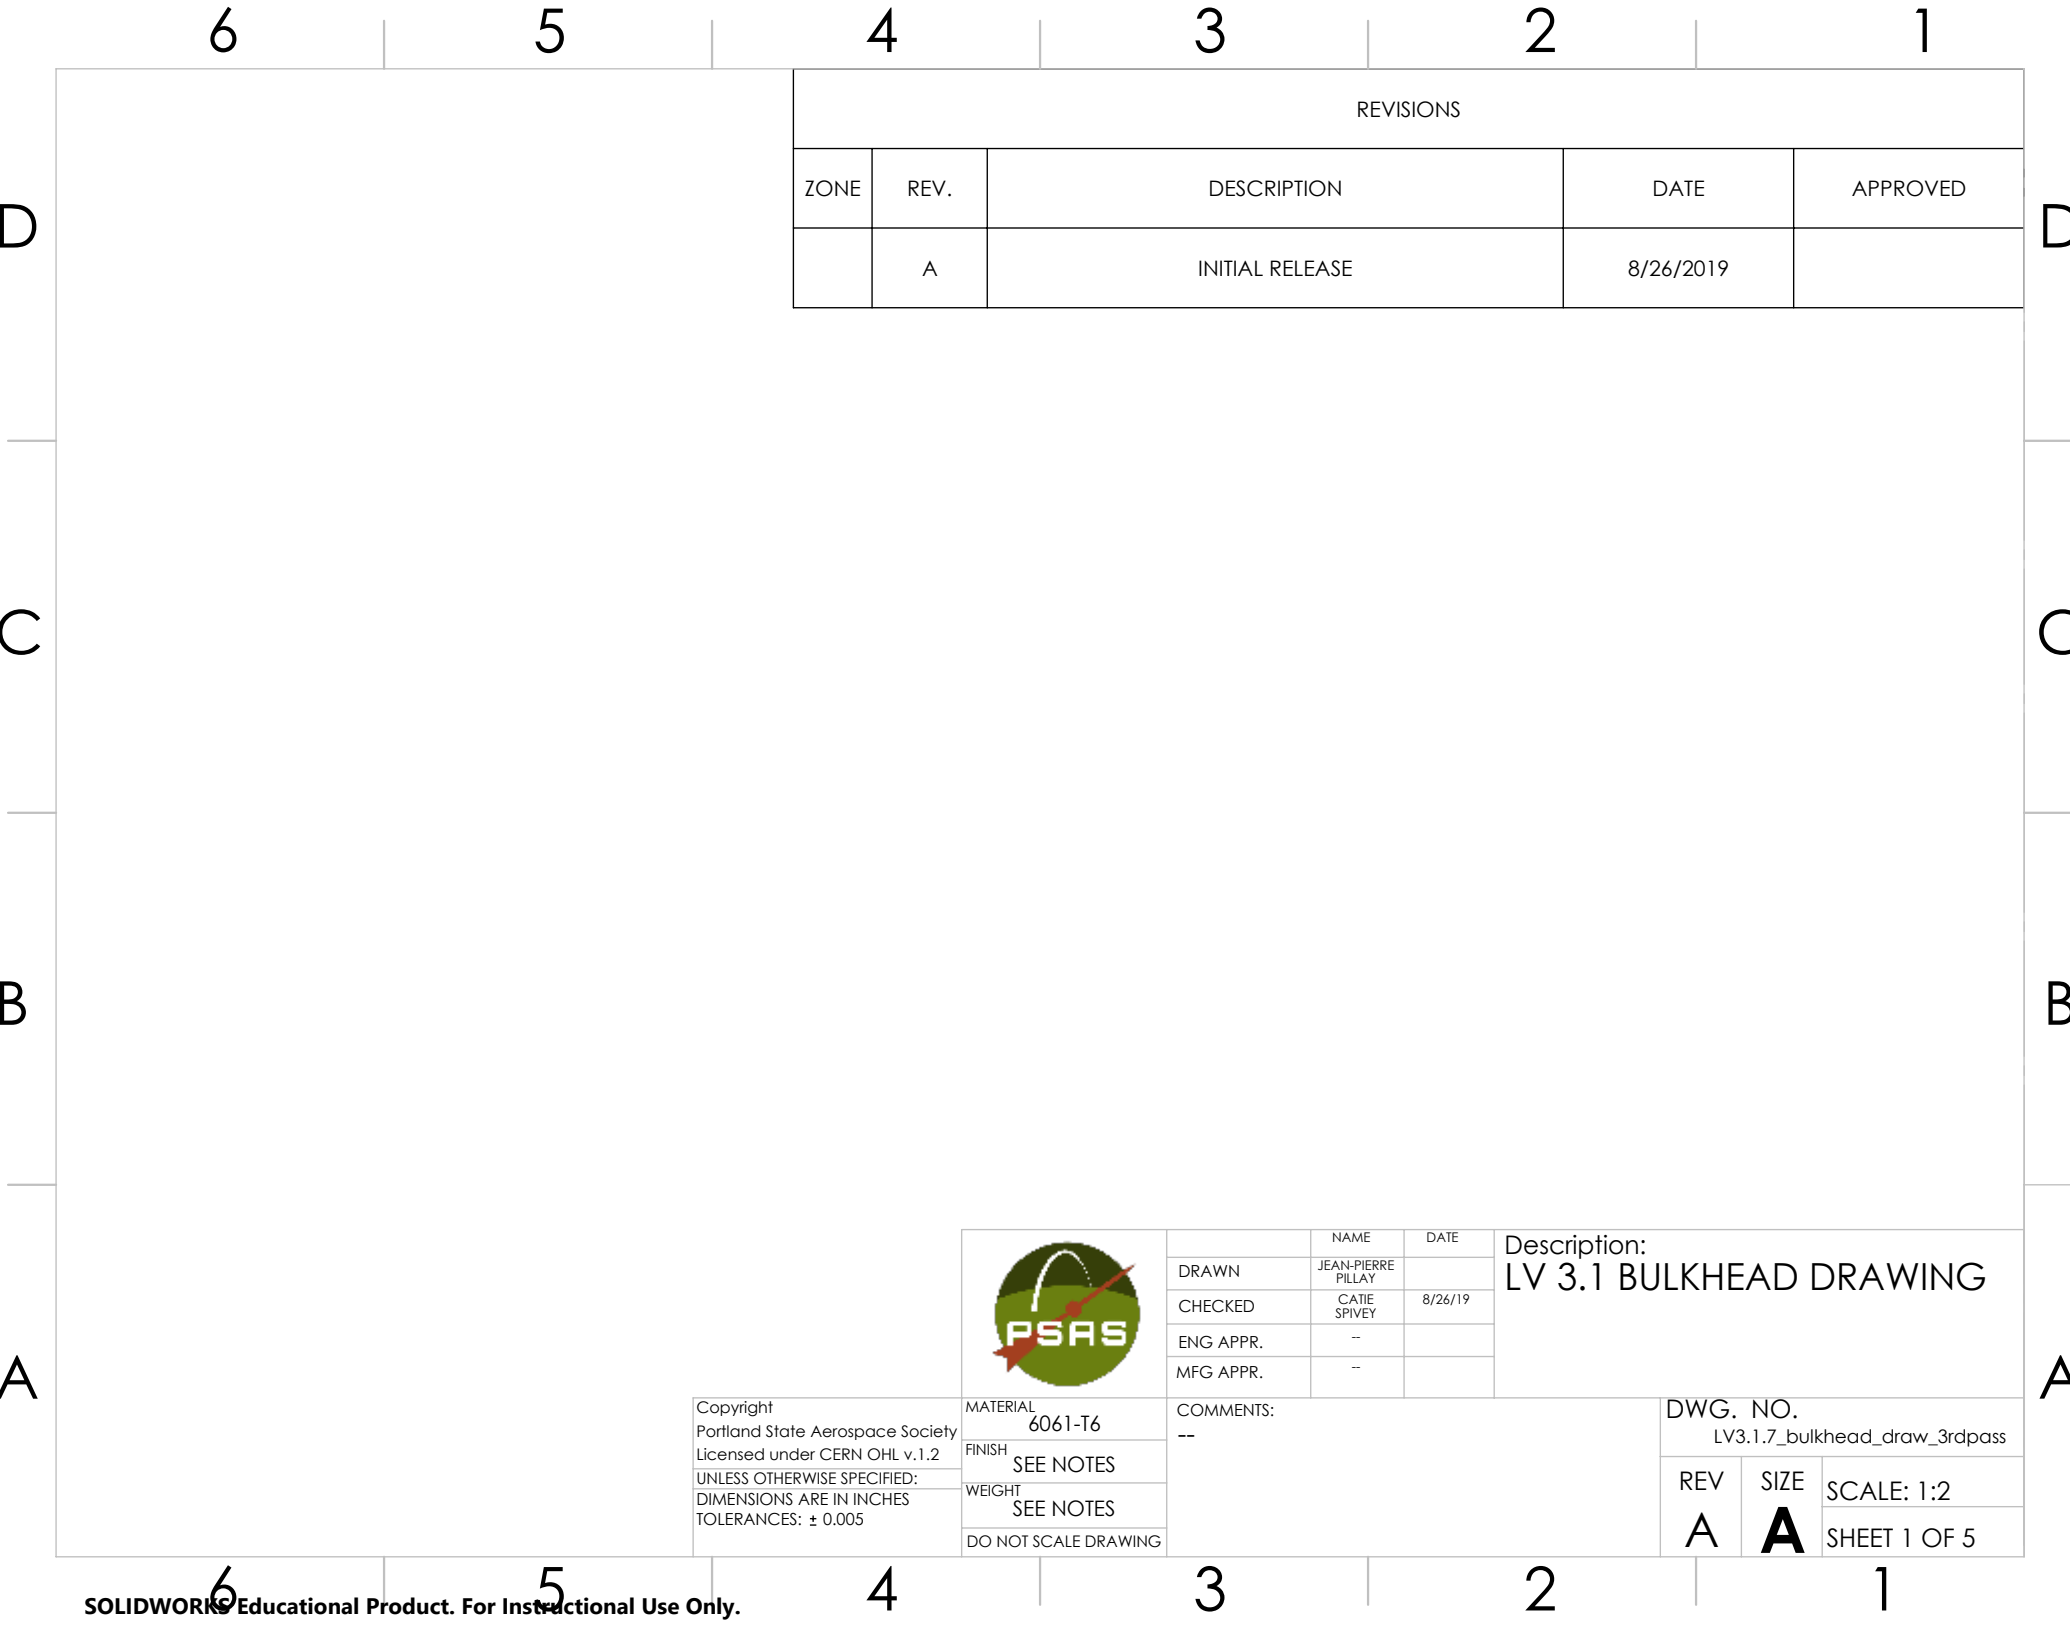 6 5 4 3 2 1
REVISIONS
ZONE REV. DESCRIPTION DATE APPROVED
D D
A INITIAL RELEASE 8/26/2019
C C
B B
NAME DATE
Description:
LV 3.1 BULKHEAD DRAWING
DRAWN JEAN-PIERRE
PILLAY
CHECKED CATIE
SPIVEY 8/26/19
ENG APPR. --
MFG APPR. --
PSAS
A A
Copyright
Portland State Aerospace Society
Licensed under CERN OHL v.1.2
UNLESS OTHERWISE SPECIFIED:
DIMENSIONS ARE IN INCHES
TOLERANCES: ± 0.005
MATERIAL
6061-T6
FINISH
SEE NOTES
WEIGHT
SEE NOTES
DO NOT SCALE DRAWING
COMMENTS:
--
DWG. NO.
LV3.1.7_bulkhead_draw_3rdpass
REV
A
SIZE
A
SCALE: 1:2
SHEET 1 OF 5
6 5 4 3 2 1
SOLIDWORKS Educational Product. For Instructional Use Only.